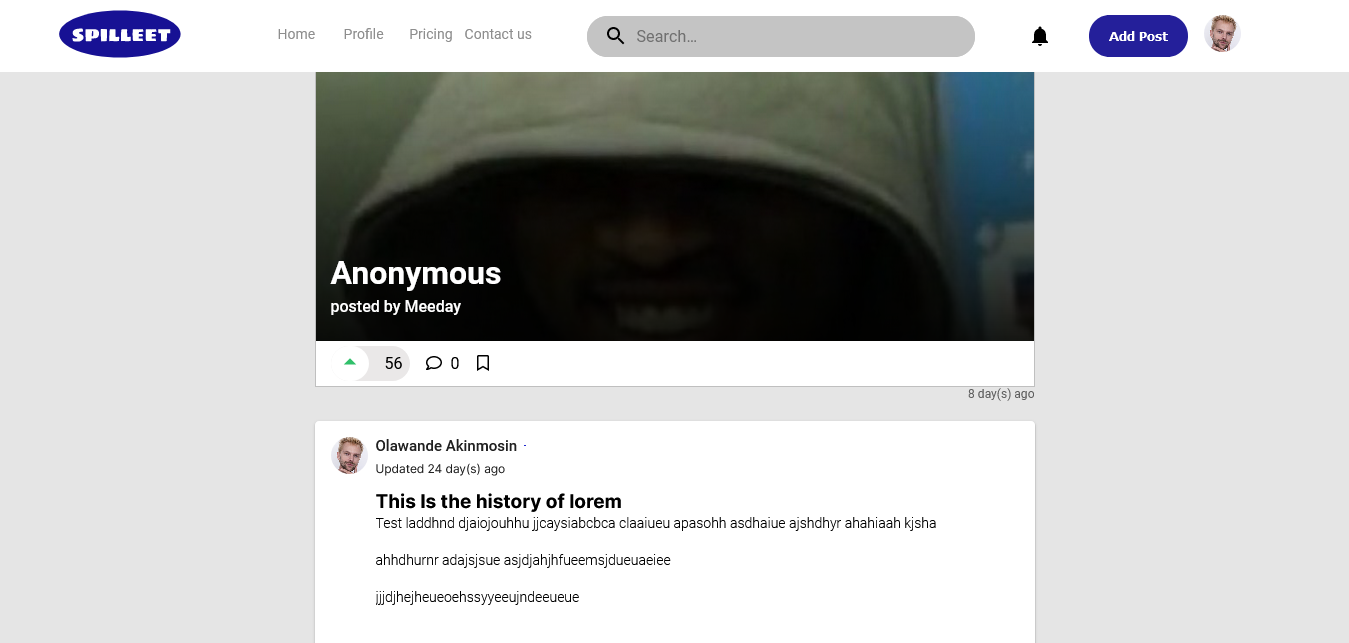 SPILLEET
Home Profile Pricing Contact us
Search...
Add Post
Anonymous
posted by Meeday
56 0
8 day(s) ago
Olawande Akinmosin ·
Updated 24 day(s) ago
This Is the history of lorem
Test laddhnd djaiojouhhu jjcaysiabcbca claaiueu apasohh asdhaiue ajshdhyr ahahiaah kjsha
ahhdhurnr adajsjsue asjdjahjhfueemsjdueuaeiee
jjjdjhejheueoehssyyeeujndeeueue